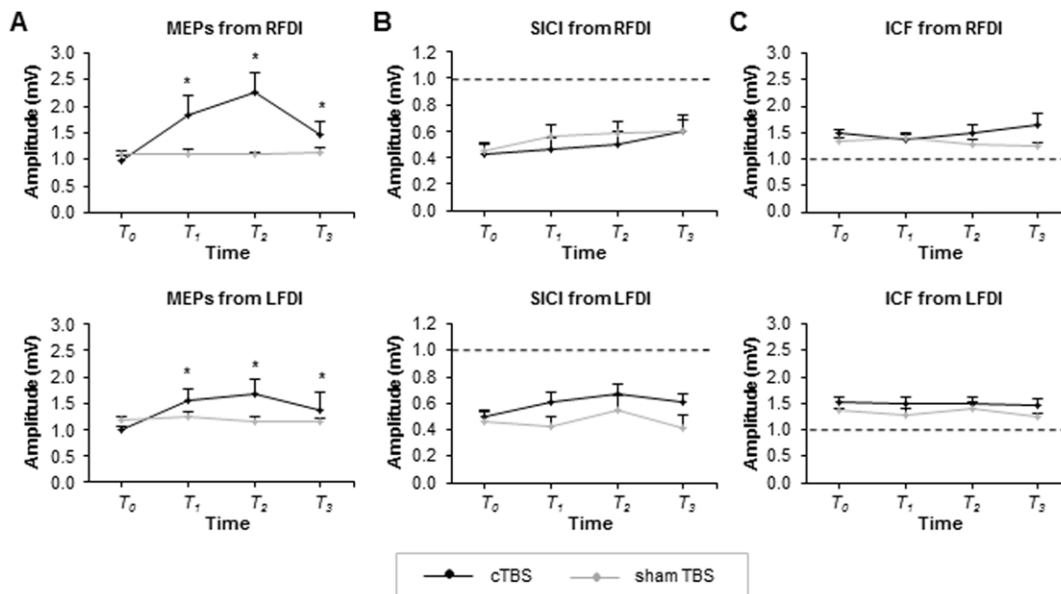 A
MEPs from RFDI
Amplitude (mV)
3.0
2.5
2.0
1.5
1.0
0.5
0.0
* * *
T0 T1 T2 T3
Time
B
SICI from RFDI
Amplitude (mV)
1.2
1.0
0.8
0.6
0.4
0.2
0.0
T0 T1 T2 T3
Time
C
ICF from RFDI
Amplitude (mV)
3.0
2.5
2.0
1.5
1.0
0.5
0.0
T0 T1 T2 T3
Time
MEPs from LFDI
Amplitude (mV)
3.0
2.5
2.0
1.5
1.0
0.5
0.0
* * *
T0 T1 T2 T3
Time
SICI from LFDI
Amplitude (mV)
1.2
1.0
0.8
0.6
0.4
0.2
0.0
T0 T1 T2 T3
Time
ICF from LFDI
Amplitude (mV)
3.0
2.5
2.0
1.5
1.0
0.5
0.0
T0 T1 T2 T3
Time
cTBS sham TBS